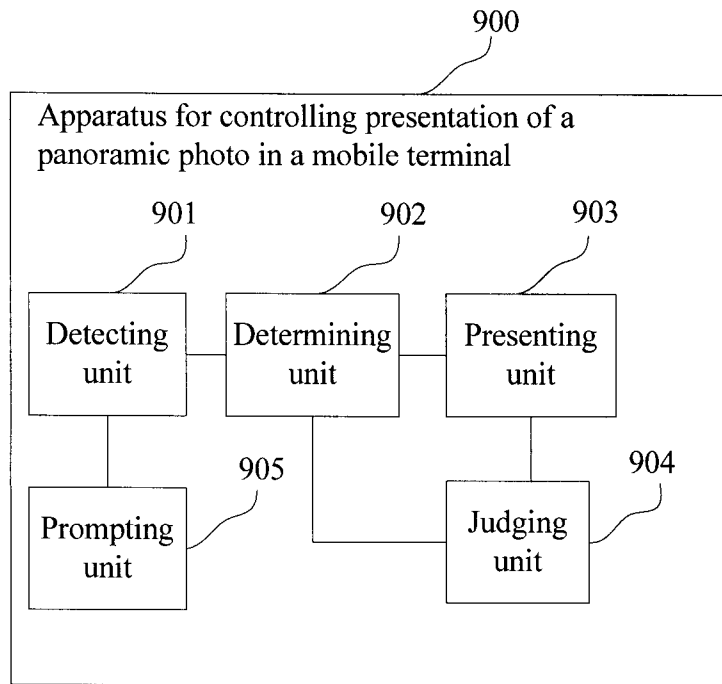 900
Apparatus for controlling presentation of a
panoramic photo in a mobile terminal
901
902
903
Detecting
unit
Determining
unit
Presenting
unit
905
904
Prompting
unit
Judging
unit